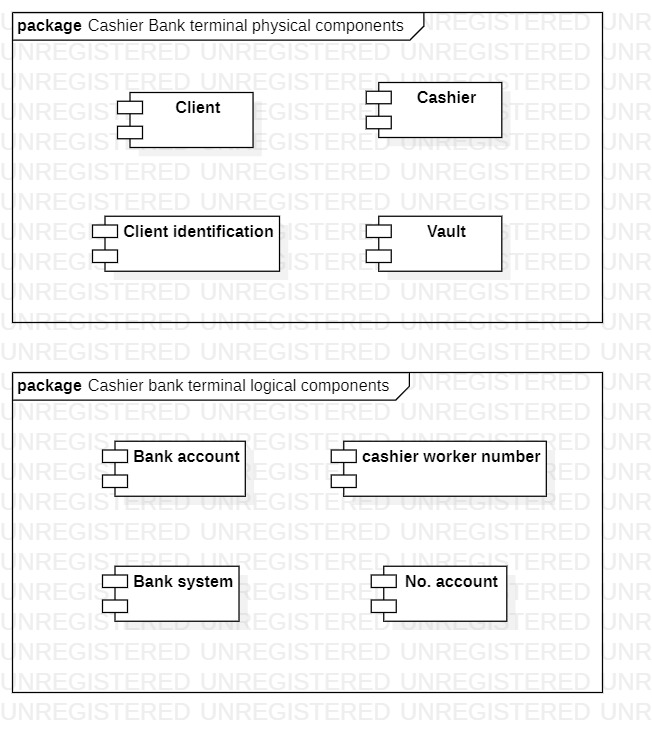 package Cashier Bank terminal physical components
Client
Cashier
Client identification
Vault
package Cashier bank terminal logical components
Bank account
cashier worker number
Bank system
No. account
UNREGISTERED